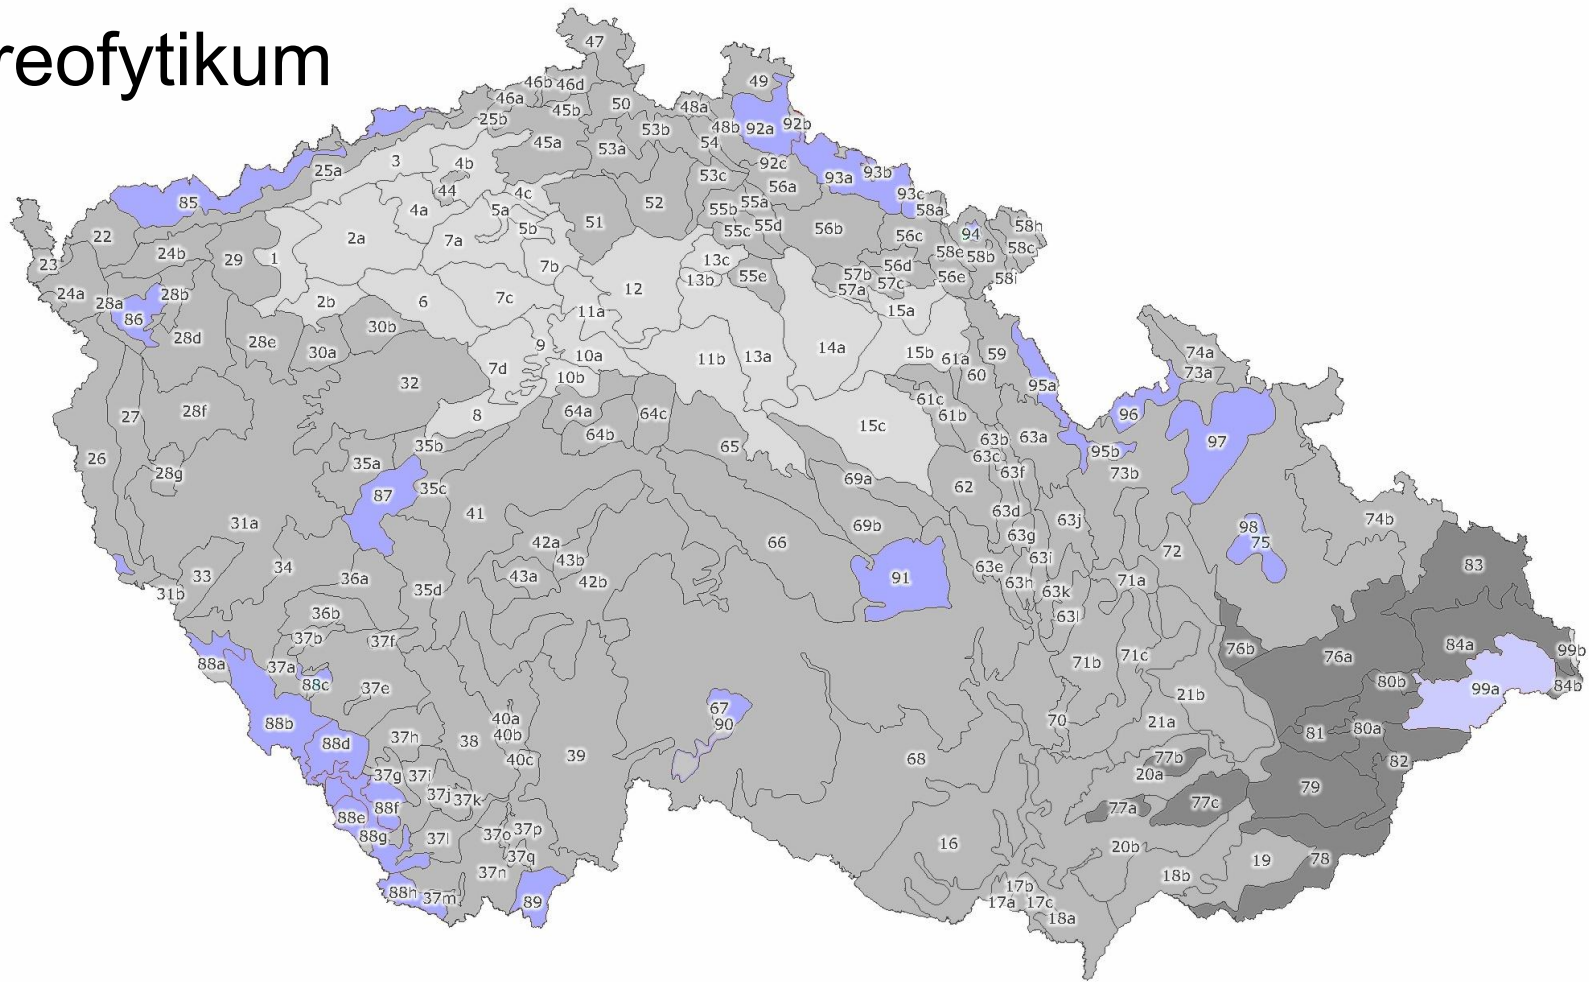 reofytikum
47
46b 46d
49
46a 45b 50 48a
25b 53b 48b 92a 92b
45a 53a 54
3 4b 92c
25a 53c 93a 93b
44 4c 56a 93c
85 4a 5a 52 55b 55a 58a
51 5b 55c 55d 56b 58h
22 2a 7a 56c 94 58c
24b 29 1 7b 13c 58e 58b
23 12 55e 57b 56d 56e 58i
24a 28a 28b 2b 6 7c 13b 57a 57c
86 11a 15a
28d 28e 30b
30a 9 10a 11b 13a 14a 15b 61a 59 74a
7d 10b 60 73a
32 95a
27 28f 8 64a 64c 61c 61b 96
35b 64b 65 15c 63b 63a 97
26 35a 63c 95b
28g 87 35c 69a 62 63f 73b
31a 41 69b 63d 63j 74b
42a 66 63g 98
34 43b 75
33 36a 43a 42b 91 63e 63i 72 83
31b 35d 63h 63k 71a
36b 63l
37b 37f 76b 84a 99b
88a 37a 71b 71c 76a
88c 37e 80b 99a 84b
67 21b
88b 40a 90 70 21a 80a
88d 37h 38 40b 81
40c 39 68 77b 82
37g 37i 20a
37j 37k 79
88e 88f 77a 77c
88g 37l 37o 37p 16 20b
37q 19 78
37n 18b
88h 37m 89 17b
17a 17c
18a